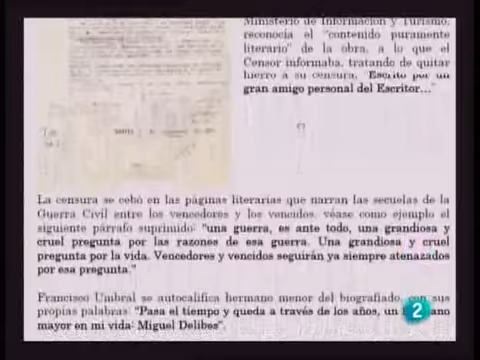 Ministerio de Información y Turismo,
reconocía el "contenido puramente
literario" de la obra, a lo que el
Censor informaba, tratando de quitar
hierro a su censura, "Escrito por un
gran amigo personal del Escritor..."
La censura se cebó en las páginas literarias que narran las secuelas de la
Guerra Civil entre los vencedores y los vencidos, véase como ejemplo el
siguiente párrafo suprimido: "una guerra, es ante todo, una grandiosa y
cruel pregunta por las razones de esa guerra. Una grandiosa y cruel
pregunta por la vida. Vencedores y vencidos seguirán ya siempre atenazados
por esa pregunta."
Francisco Umbral se autocalifica hermano menor del biografiado, con sus
propias palabras: "Pasa el tiempo y queda a través de los años, un
mayor en mi vida: Miguel Delibes".
2